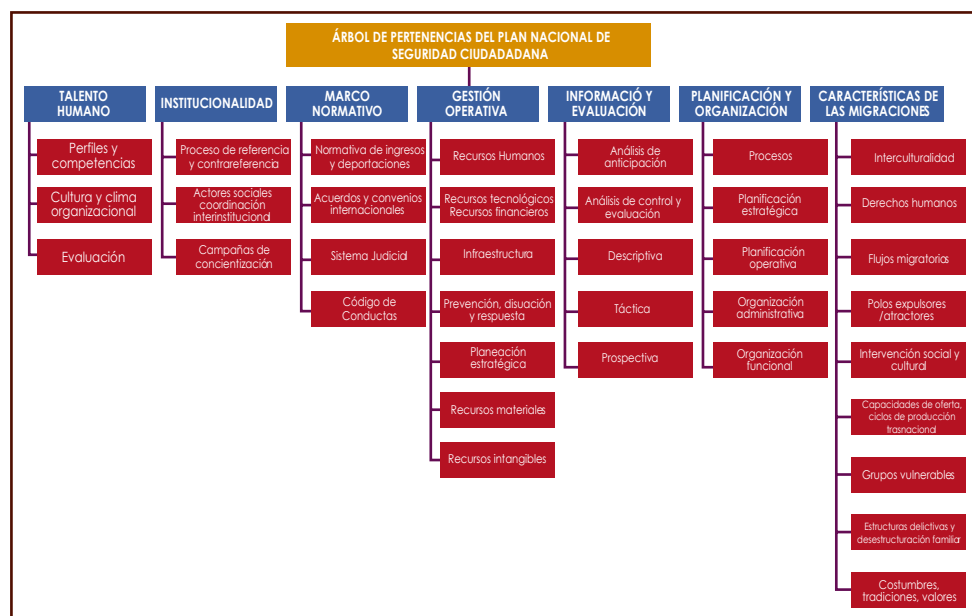 ÁRBOL DE PERTENENCIAS DEL PLAN NACIONAL DE
SEGURIDAD CIUDADADANA
TALENTO
HUMANO
Perfiles y
competencias
Cultura y clima
organizacional
Evaluación
INSTITUCIONALIDAD
Proceso de referencia
y contrareferencia
Actores sociales
coordinación
interinstitucional
Campañas de
concientización
MARCO
NORMATIVO
Normativa de ingresos
y deportaciones
Acuerdos y convenios
internacionales
Sistema Judicial
Código de
Conductas
GESTIÓN
OPERATIVA
Recursos Humanos
Recursos tecnológicos
Recursos financieros
Infraestructura
Prevención, disuación
y respuesta
Planeación
estratégica
Recursos materiales
Recursos intangibles
INFORMACIÓ Y
EVALUACIÓN
Análisis de
anticipación
Análisis de control y
evaluación
Descriptiva
Táctica
Prospectiva
PLANIFICACIÓN Y
ORGANIZACIÓN
Procesos
Planificación
estratégica
Planificación
operativa
Organización
administrativa
Organización
funcional
CARACTERÍSTICAS DE
LAS MIGRACIONES
Interculturalidad
Derechos humanos
Flujos migratorias
Polos expulsores
/atractores
Intervención social y
cultural
Capacidades de oferta,
ciclos de producción
trasnacional
Grupos vulnerables
Estructuras delictivas y
desestructuración familiar
Costumbres,
tradiciones, valores